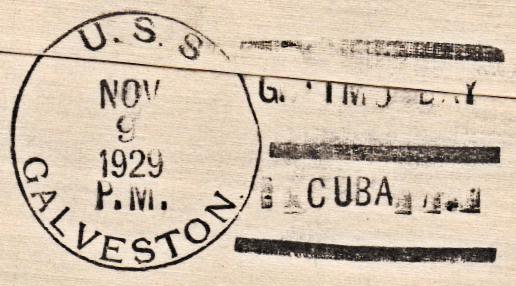 U. S. S
NOV
9
1929
P.M.
GALVESTON.
CUBA